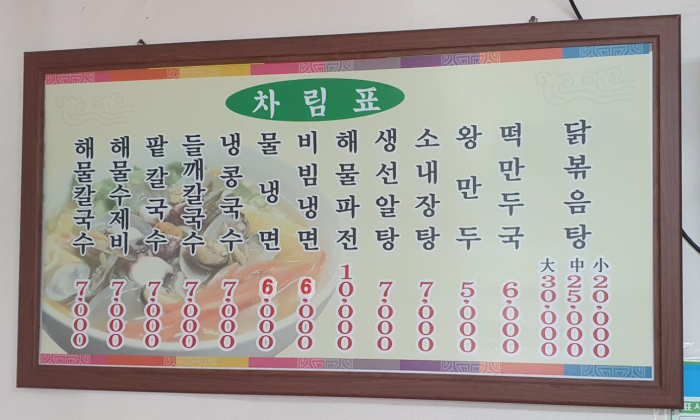 차림표
해물칼국수 7,000
해물수제비 7,000
팥칼국수 7,000
들깨칼국수 7,000
냉콩국수 7,000
물냉면 6,000
비빔냉면 6,000
해물파전 10,000
생선알탕 7,000
소내장탕 7,000
왕만두 5,000
떡만두국 6,000
닭볶음탕
大 30,000
中 25,000
小 20,000